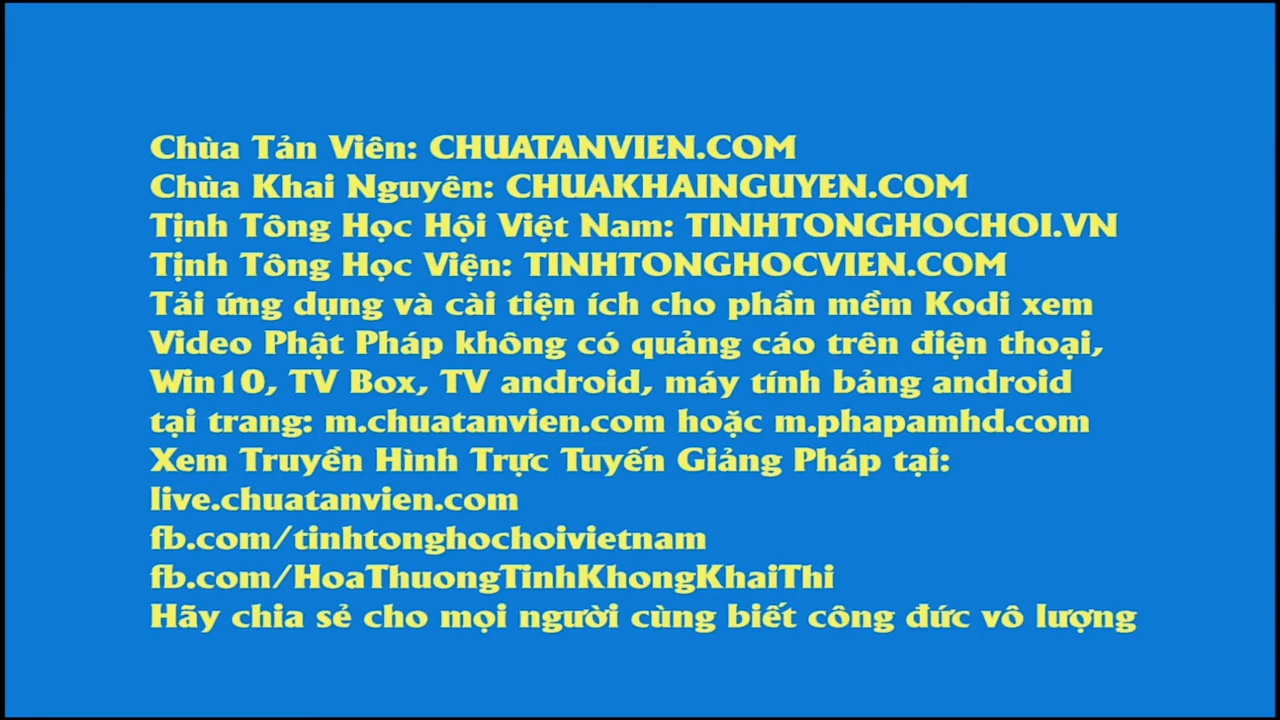 Chùa Tản Viên: CHUATANVIEN.COM
Chùa Khai Nguyên: CHUAKHAINGUYEN.COM
Tịnh Tông Học Hội Việt Nam: TINHTONGHOCHOI.VN
Tịnh Tông Học Viện: TINHTONGHOCVIEN.COM
Tải ứng dụng và cài tiện ích cho phần mềm Kodi xem
Video Phật Pháp không có quảng cáo trên điện thoại,
Win10, TV Box, TV android, máy tính bảng android
tại trang: m.chuatanvien.com hoặc m.phapamhd.com
Xem Truyền Hình Trực Tuyến Giảng Pháp tại:
live.chuatanvien.com
fb.com/tinhtonghochoivietnam
fb.com/HoaThuongTinhKhongKhaiThi
Hãy chia sẻ cho mọi người cùng biết công đức vô lượng